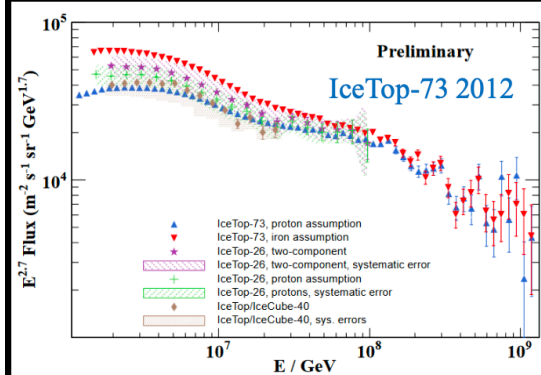 10^5
Preliminary
IceTop-73 2012
E^2.7 Flux (m^-2 s^-1 sr^-1 GeV^1.7)
10^4
IceTop-73, proton assumption
IceTop-73, iron assumption
IceTop-26, two-component
IceTop-26, two-component, systematic error
IceTop-26, proton assumption
IceTop-26, protons, systematic error
IceTop/IceCube-40
IceTop/IceCube-40, sys. errors
10^7
10^8
10^9
E / GeV